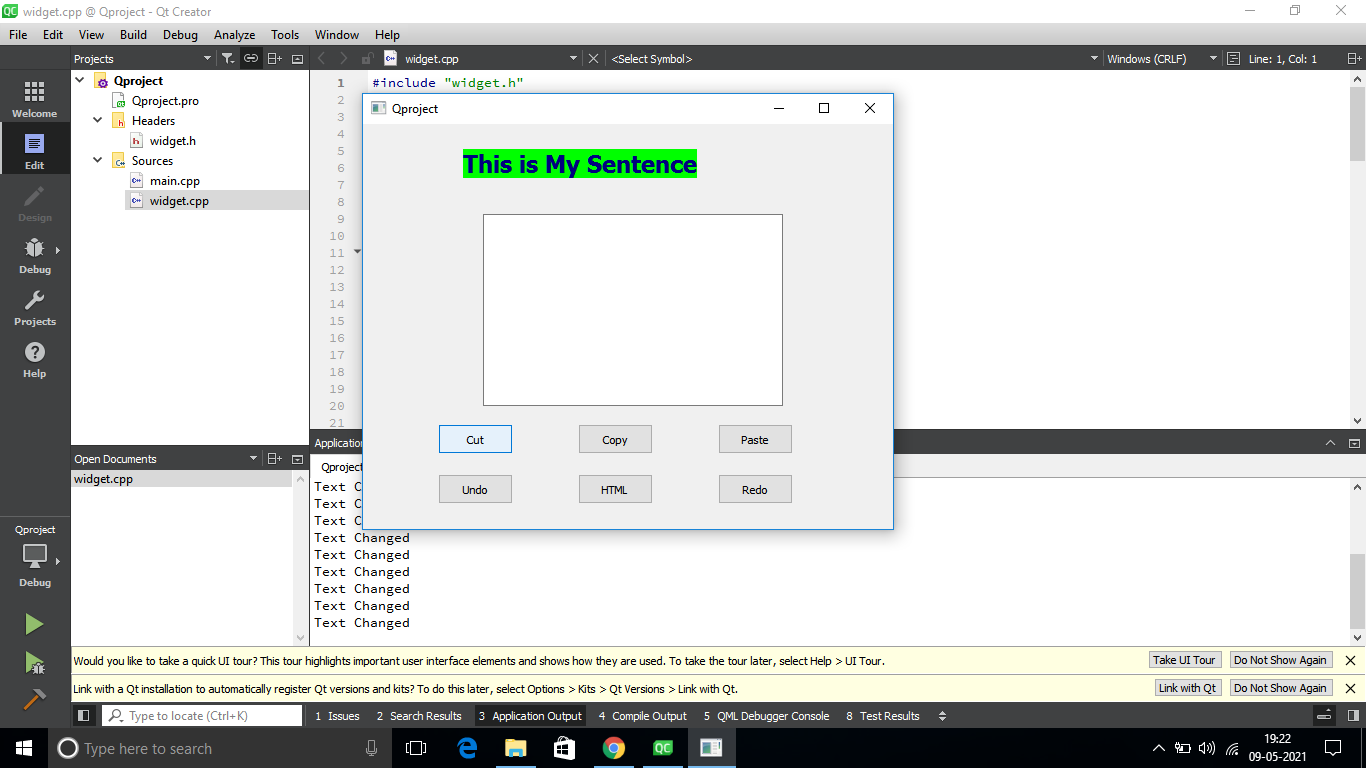 widget.cpp @ Qproject - Qt Creator
File Edit View Build Debug Analyze Tools Window Help
Projects widget.cpp <Select Symbol> Windows (CRLF) Line: 1, Col: 1
Welcome
Edit
Design
Debug
Projects
Help
Qproject
Qproject.pro
Headers
widget.h
Sources
main.cpp
widget.cpp
1 #include "widget.h"
2
3
4
5
6
7
8
9
10
11
12
13
14
15
16
17
18
19
20
21
Qproject
This is My Sentence
Cut Copy Paste
Undo HTML Redo
Open Documents
widget.cpp
Application
Qproject
Text C
Text C
Text C
Text Changed
Text Changed
Text Changed
Text Changed
Text Changed
Text Changed
Qproject
Debug
Would you like to take a quick UI tour? This tour highlights important user interface elements and shows how they are used. To take the tour later, select Help > UI Tour. Take UI Tour Do Not Show Again
Link with a Qt installation to automatically register Qt versions and kits? To do this later, select Options > Kits > Qt Versions > Link with Qt. Link with Qt Do Not Show Again
Type to locate (Ctrl+K) 1 Issues 2 Search Results 3 Application Output 4 Compile Output 5 QML Debugger Console 8 Test Results
Type here to search
19:22
09-05-2021